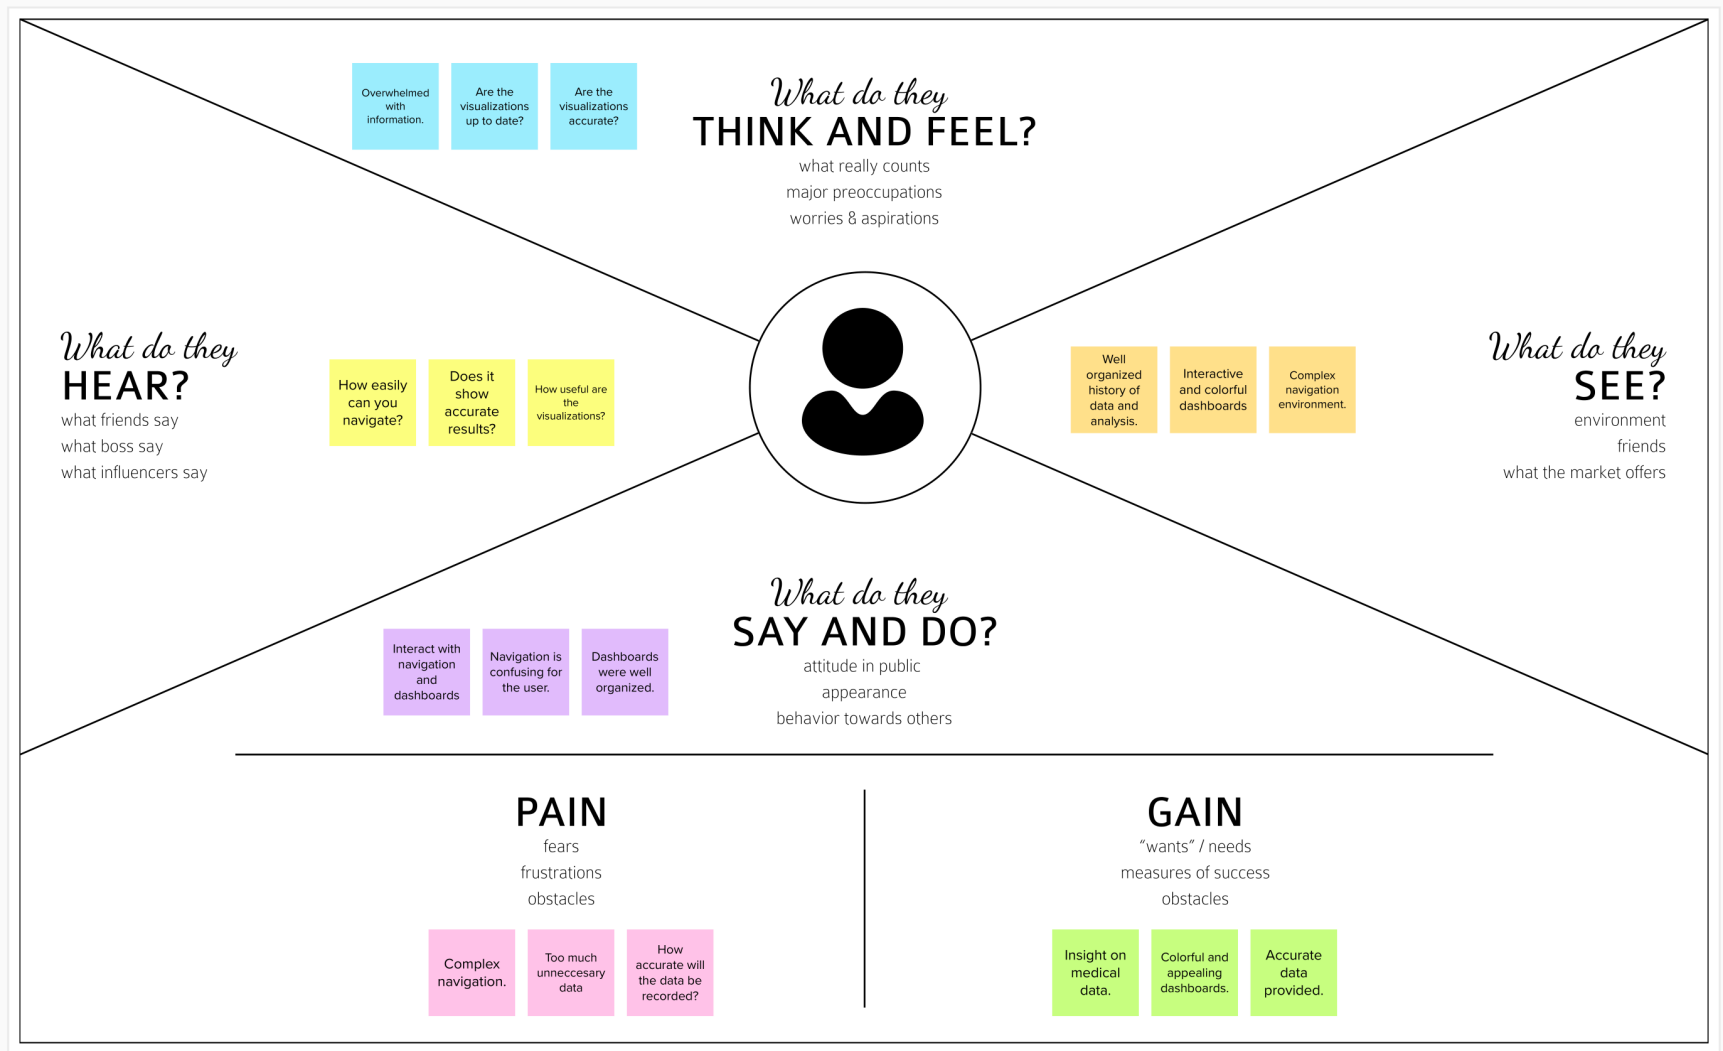 Overwhelmed
with
information.
Are the
visualizations
up to date?
Are the
visualizations
accurate?
What do they
THINK AND FEEL?
what really counts
major preoccupations
worries & aspirations
What do they
HEAR?
what friends say
what boss say
what influencers say
How easily
can you
navigate?
Does it
show
accurate
results?
How useful are
the
visualizations?
Well
organized
history of
data and
analysis.
Interactive
and colorful
dashboards
Complex
navigation
environment.
What do they
SEE?
environment
friends
what the market offers
What do they
SAY AND DO?
attitude in public
appearance
behavior towards others
Interact with
navigation
and
dashboards
Navigation is
confusing for
the user.
Dashboards
were well
organized.
PAIN
fears
frustrations
obstacles
Complex
navigation.
Too much
unneccesary
data
How
accurate will
the data be
recorded?
GAIN
“wants” / needs
measures of success
obstacles
Insight on
medical
data.
Colorful and
appealing
dashboards.
Accurate
data
provided.